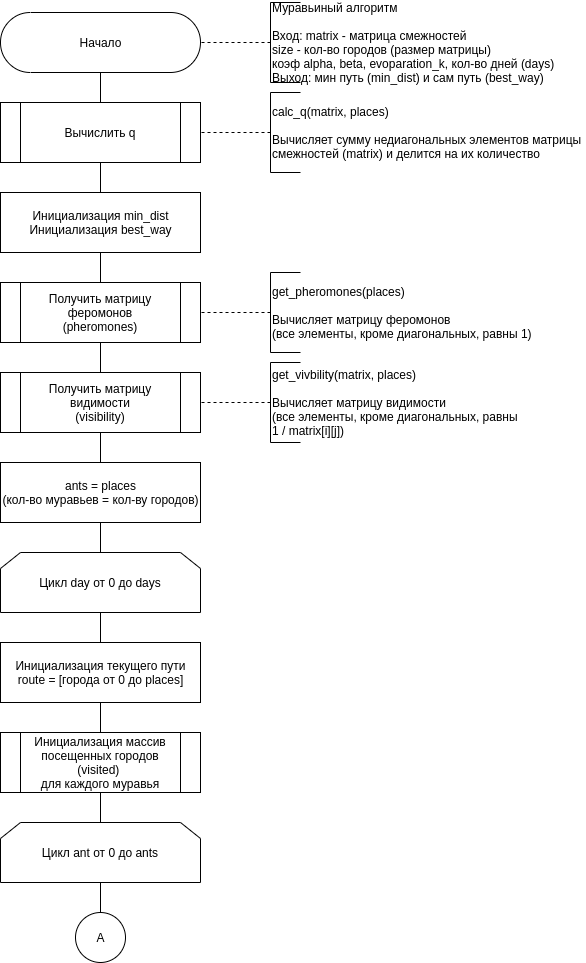 Начало
Муравьиный алгоритм
Вход: matrix - матрица смежностей
size - кол-во городов (размер матрицы)
коэф alpha, beta, evoparation_k, кол-во дней (days)
Выход: мин путь (min_dist) и сам путь (best_way)
Вычислить q
calc_q(matrix, places)
Вычисляет сумму недиагональных элементов матрицы
смежностей (matrix) и делится на их количество
Инициализация min_dist
Инициализация best_way
Получить матрицу
феромонов
(pheromones)
get_pheromones(places)
Вычисляет матрицу феромонов
(все элементы, кроме диагональных, равны 1)
Получить матрицу
видимости
(visibility)
get_vivbility(matrix, places)
Вычисляет матрицу видимости
(все элементы, кроме диагональных, равны
1 / matrix[i][j])
ants = places
(кол-во муравьев = кол-ву городов)
Цикл day от 0 до days
Инициализация текущего пути
route = [города от 0 до places]
Инициализация массив
посещенных городов
(visited)
для каждого муравья
Цикл ant от 0 до ants
А